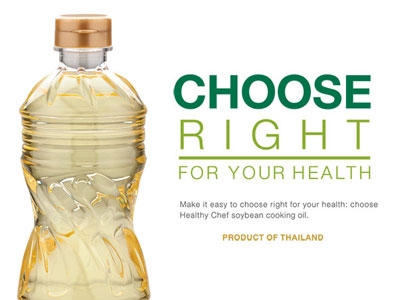 CHOOSE
RIGHT
FOR YOUR HEALTH
Make it easy to choose right for your health: choose
Healthy Chef soybean cooking oil.
PRODUCT OF THAILAND